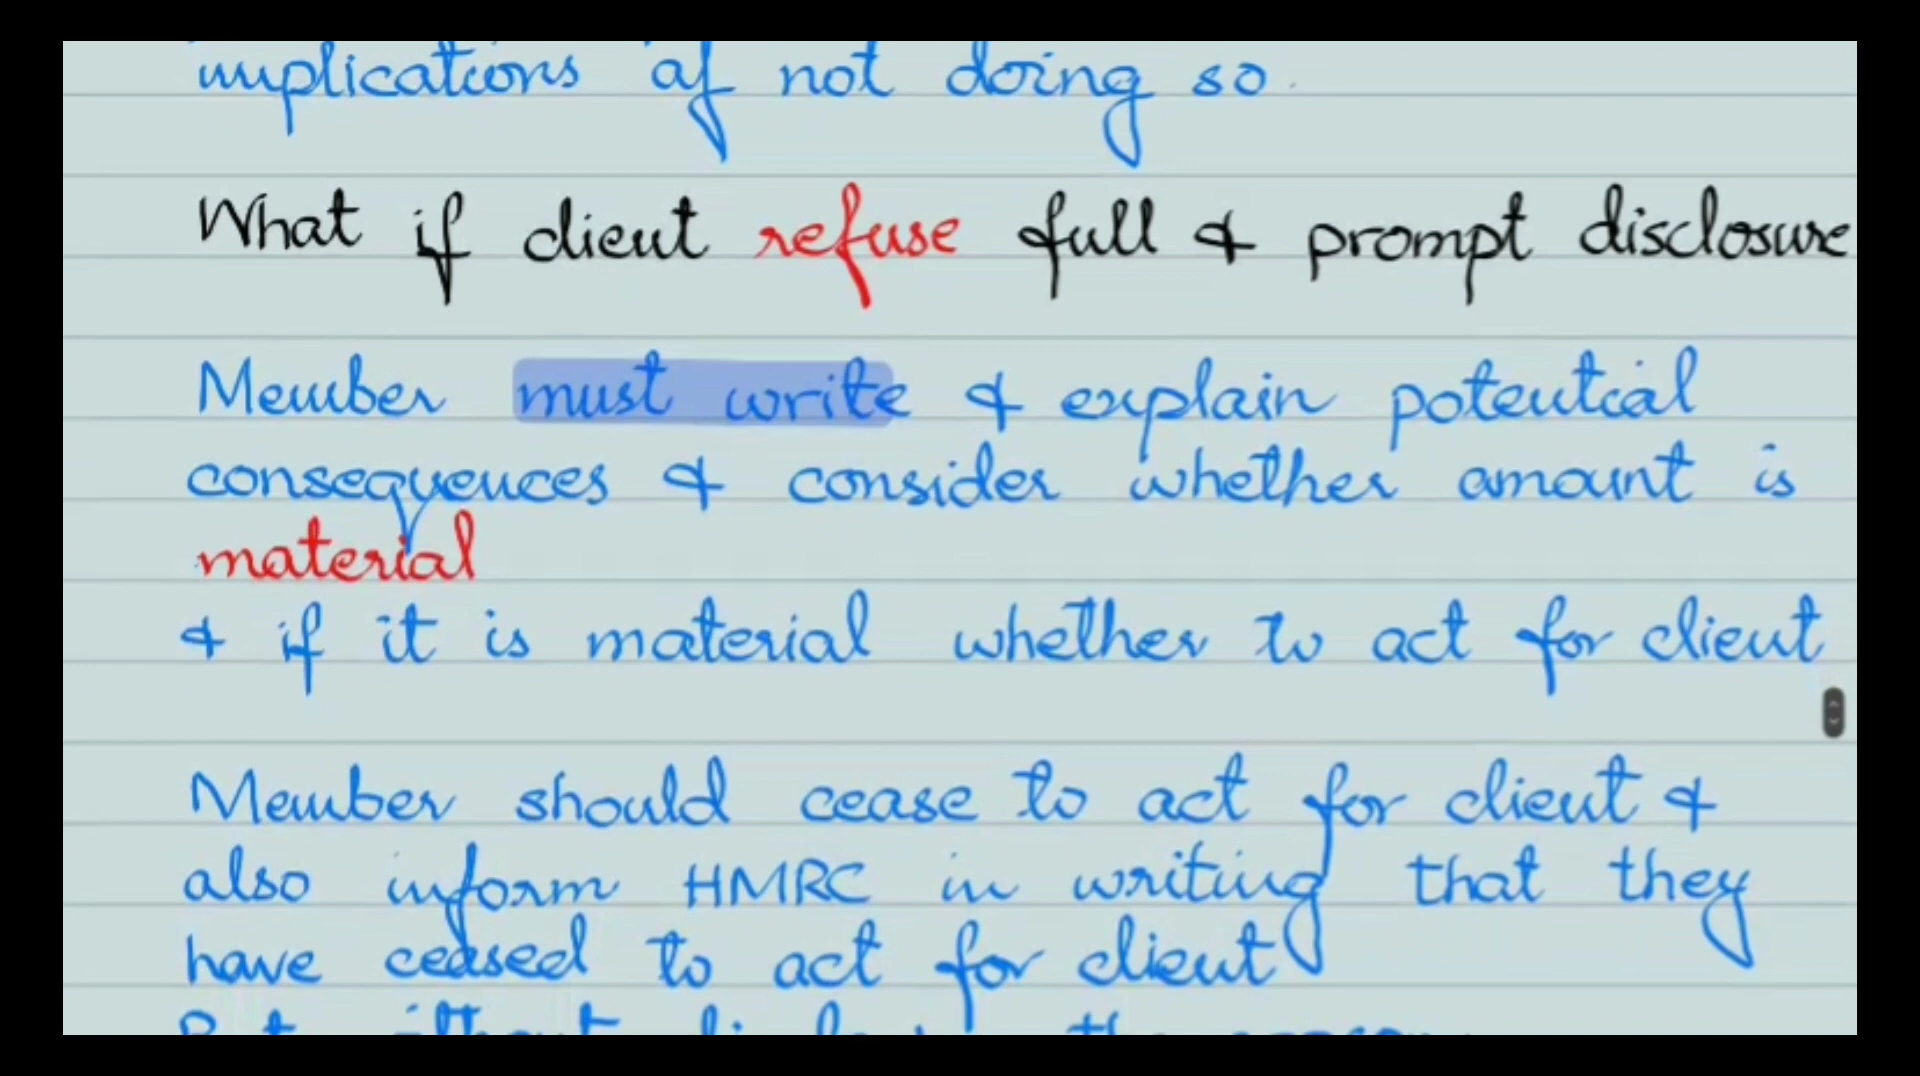 implications of not doing so.
What if client refuse full & prompt disclosure
Member must write & explain potential
consequences & consider whether amount is
material
& if it is material whether to act for client
Member should cease to act for client &
also inform HMRC in writing that they
have ceased to act for client